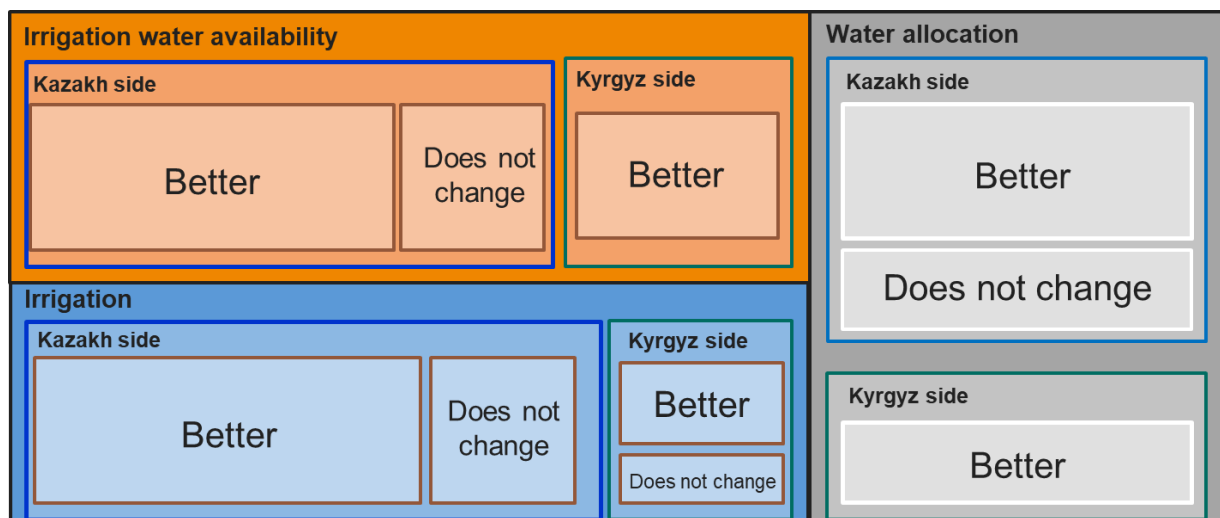 Irrigation water availability
Kazakh side
Better
Does not
change
Kyrgyz side
Better
Irrigation
Kazakh side
Better
Does not
change
Kyrgyz side
Better
Does not change
Water allocation
Kazakh side
Better
Does not change
Kyrgyz side
Better